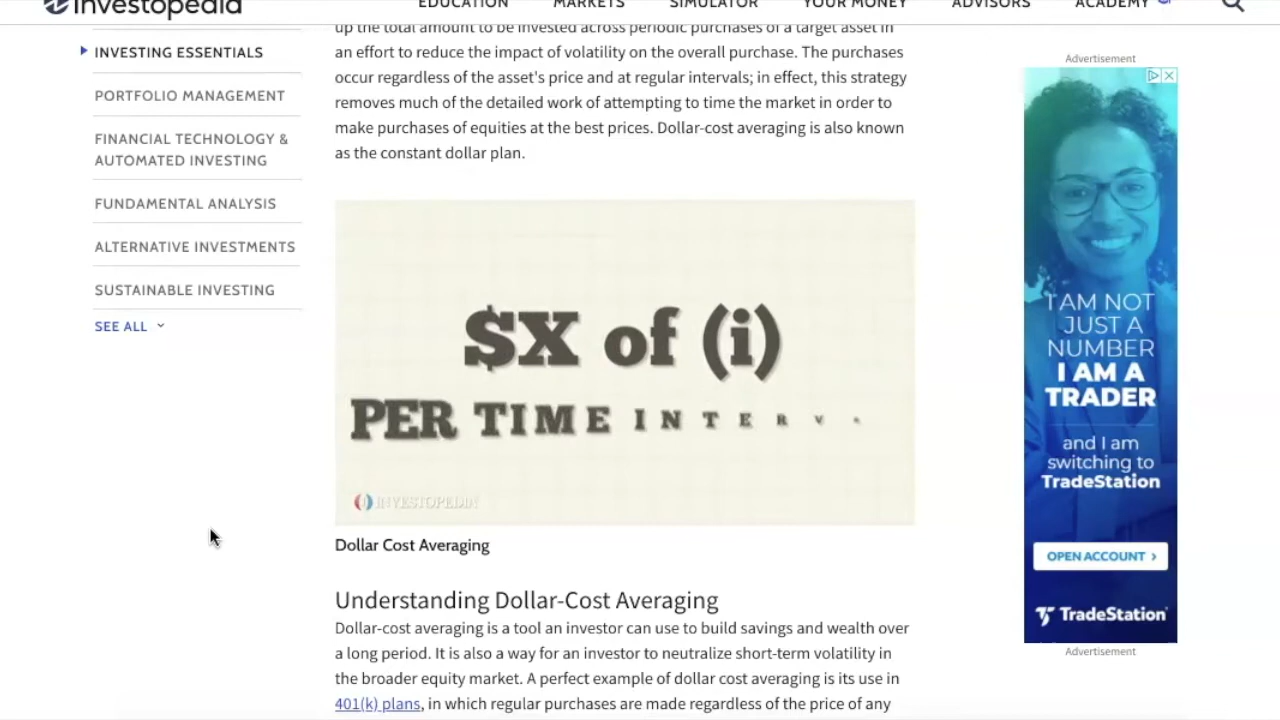 Investopedia
EDUCATION
MARKETS
SIMULATOR
YOUR MONEY
ADVISORS
ACADEMY
INVESTING ESSENTIALS
PORTFOLIO MANAGEMENT
FINANCIAL TECHNOLOGY &
AUTOMATED INVESTING
FUNDAMENTAL ANALYSIS
ALTERNATIVE INVESTMENTS
SUSTAINABLE INVESTING
SEE ALL
up the total amount to be invested across periodic purchases of a target asset in
an effort to reduce the impact of volatility on the overall purchase. The purchases
occur regardless of the asset's price and at regular intervals; in effect, this strategy
removes much of the detailed work of attempting to time the market in order to
make purchases of equities at the best prices. Dollar-cost averaging is also known
as the constant dollar plan.
$X of (i)
PER TIME INTERV
Dollar Cost Averaging
Understanding Dollar-Cost Averaging
Dollar-cost averaging is a tool an investor can use to build savings and wealth over
a long period. It is also a way for an investor to neutralize short-term volatility in
the broader equity market. A perfect example of dollar cost averaging is its use in
401(k) plans, in which regular purchases are made regardless of the price of any
Advertisement
I AM NOT
JUST A
NUMBER
I AM A
TRADER
and I am
switching to
TradeStation
OPEN ACCOUNT ›
TradeStation
Advertisement